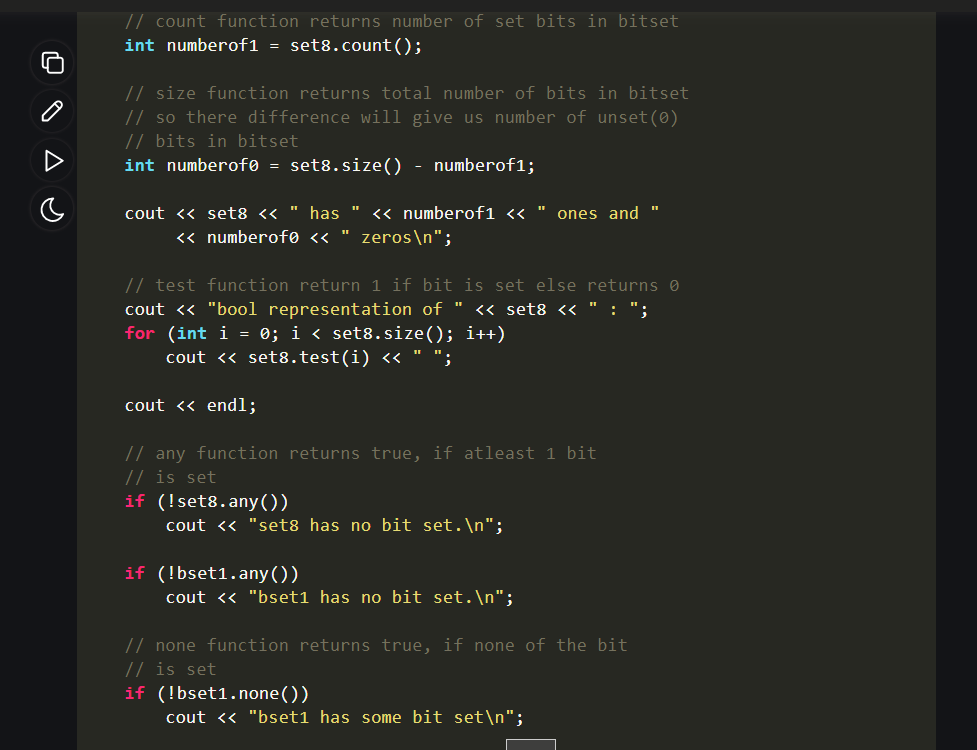 // count function returns number of set bits in bitset
int numberof1 = set8.count();
// size function returns total number of bits in bitset
// so there difference will give us number of unset(0)
// bits in bitset
int numberof0 = set8.size() - numberof1;
cout << set8 << " has " << numberof1 << " ones and "
     << numberof0 << " zeros\n";
// test function return 1 if bit is set else returns 0
cout << "bool representation of " << set8 << " : ";
for (int i = 0; i < set8.size(); i++)
    cout << set8.test(i) << " ";
cout << endl;
// any function returns true, if atleast 1 bit
// is set
if (!set8.any())
    cout << "set8 has no bit set.\n";
if (!bset1.any())
    cout << "bset1 has no bit set.\n";
// none function returns true, if none of the bit
// is set
if (!bset1.none())
    cout << "bset1 has some bit set\n";